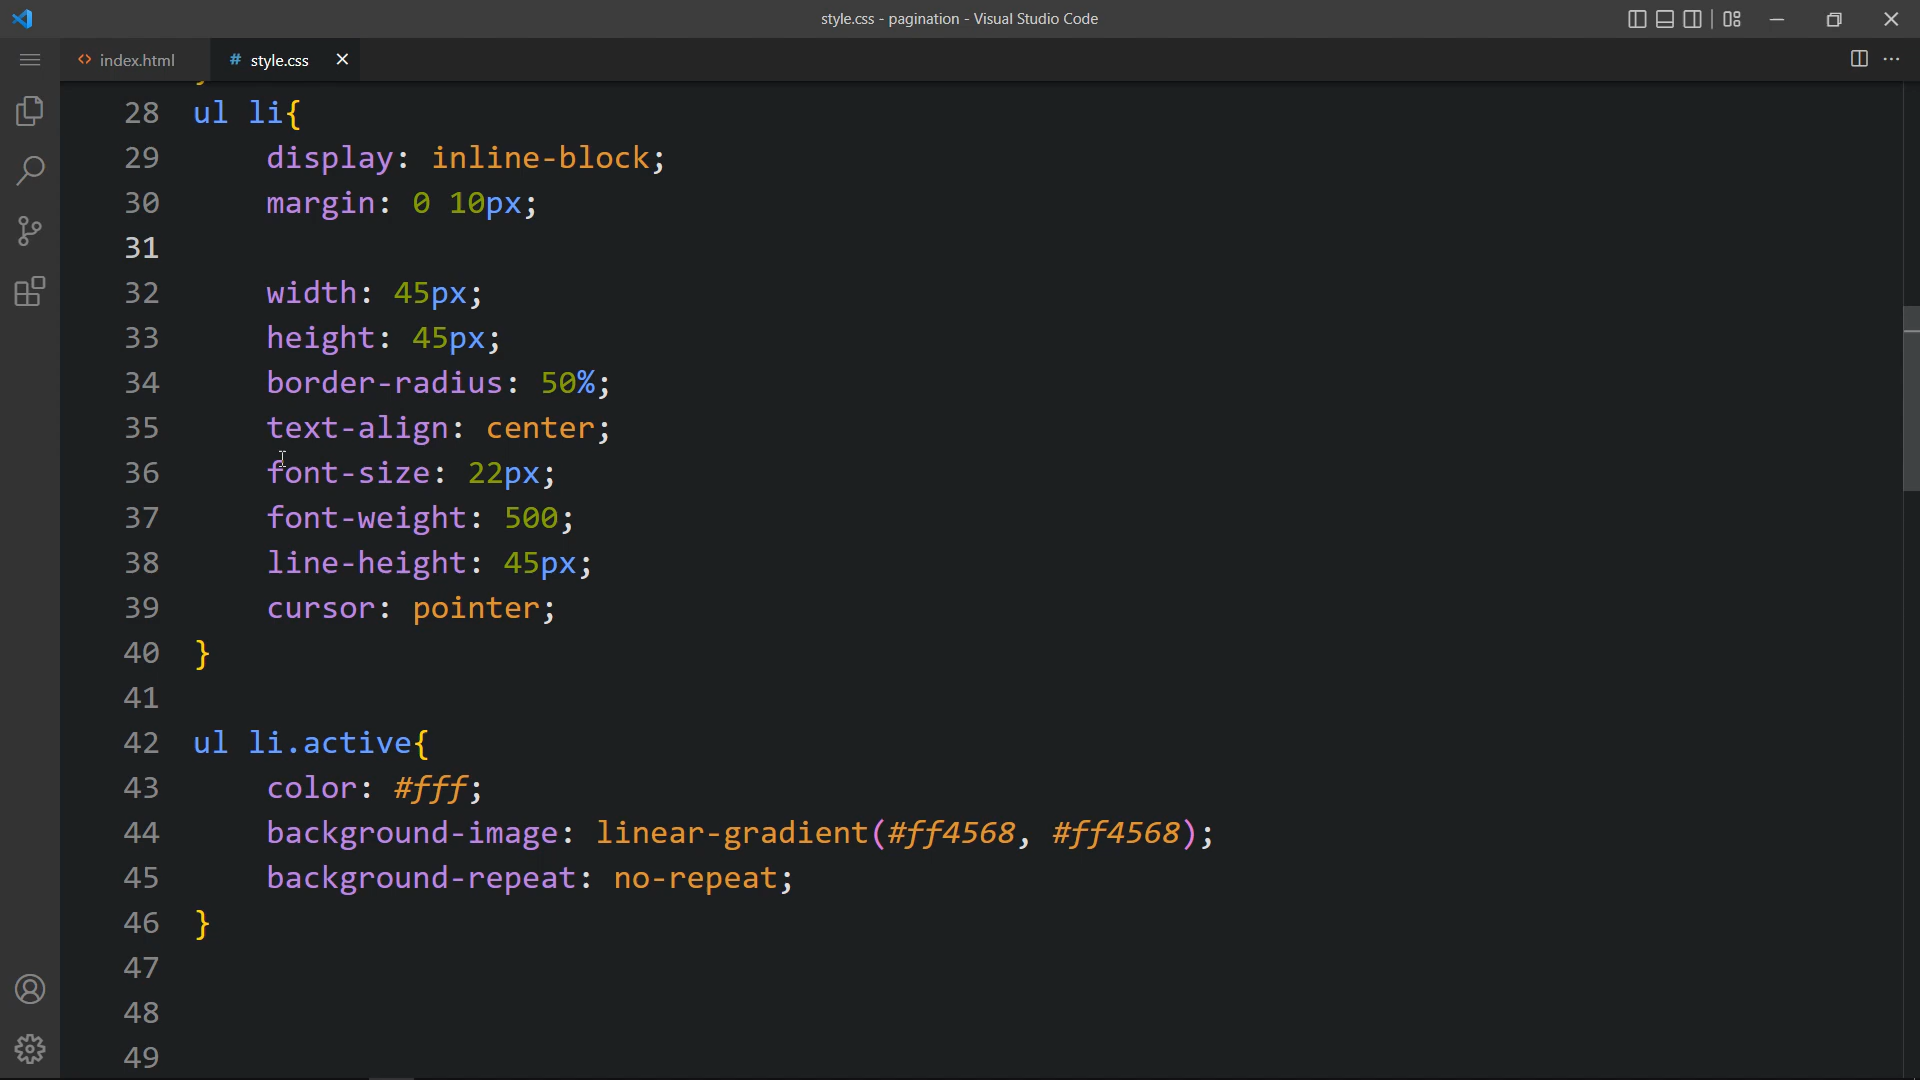 style.css - pagination - Visual Studio Code
index.html
# style.css
28 ul li{
29 display: inline-block;
30 margin: 0 10px;
31
32 width: 45px;
33 height: 45px;
34 border-radius: 50%;
35 text-align: center;
36 font-size: 22px;
37 font-weight: 500;
38 line-height: 45px;
39 cursor: pointer;
40 }
41
42 ul li.active{
43 color: #fff;
44 background-image: linear-gradient(#ff4568, #ff4568);
45 background-repeat: no-repeat;
46 }
47
48
49